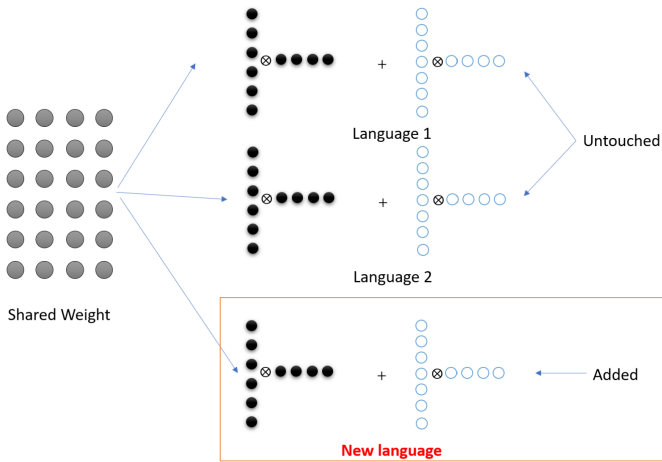 +
Language 1
Untouched
+
Language 2
Shared Weight
+
Added
New language